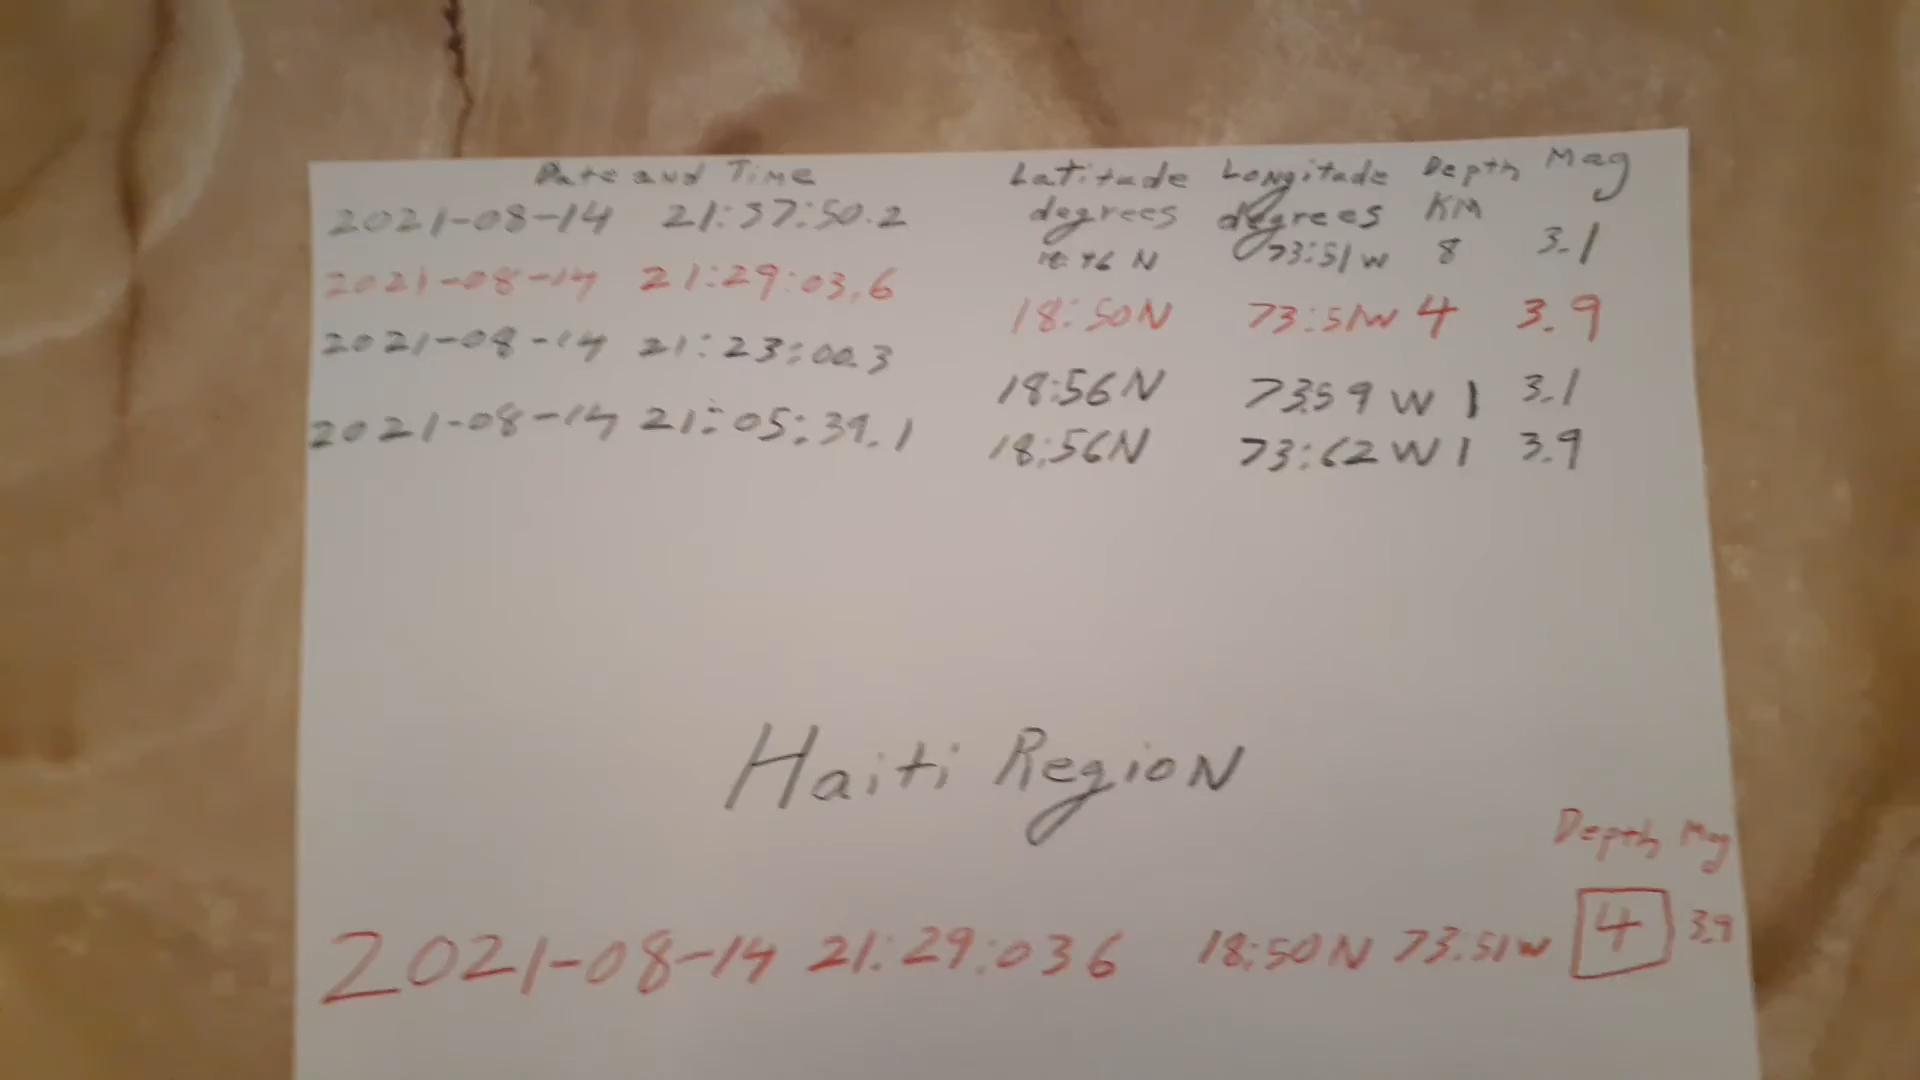 Date and Time Latitude Longitude Depth Mag
degrees degrees KM
2021-08-14 21:37:50.2 18:46 N 73:51W 8 3.1
2021-08-14 21:29:03.6 18:50N 73:51W 4 3.9
2021-08-14 21:23:00.3 18:56N 73.59 W 1 3.1
2021-08-14 21:05:39.1 18:56N 73:62 W 1 3.9
Haiti Region
Depth Mag
2021-08-14 21:29:036 18:50N 73.51W 4 3.9